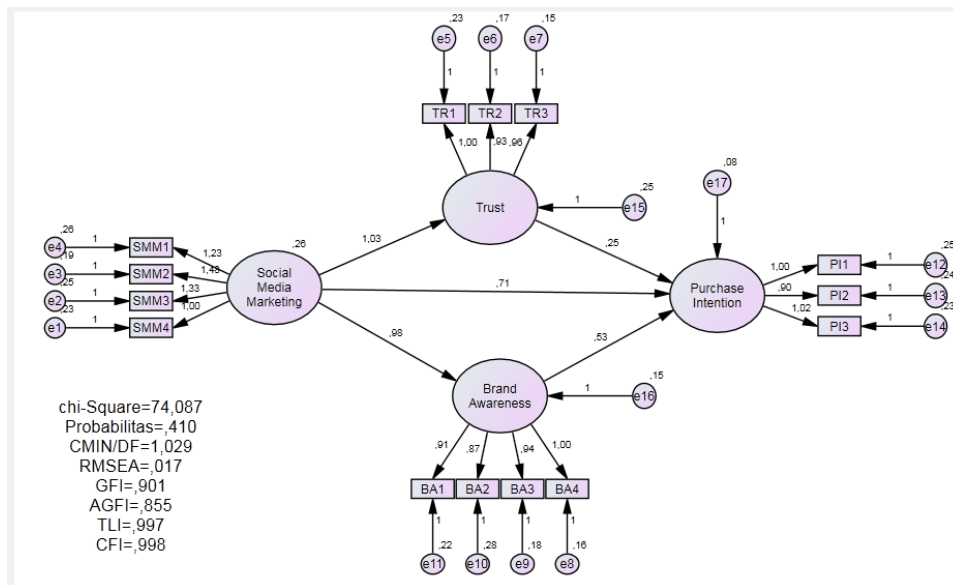 ,23
,17
,15
e5
e6
e7
1
1
1
TR1
TR2
TR3
1,00
,93
,96
,08
e17
1
Trust
,25
1
e15
,26
e4
1
SMM1
,19
e3
1
SMM2
,25
e2
1
SMM3
,23
e1
1
SMM4
1,23
1,48
1,33
1,00
,26
Social
Media
Marketing
1,03
,25
,71
,98
,53
Purchase
Intention
1,00
,90
1,02
PI1
1
e12
,25
PI2
1
e13
,24
PI3
1
e14
,23
Brand
Awareness
,15
1
e16
,91
,87
,94
1,00
BA1
BA2
BA3
BA4
1
1
1
1
,22
,28
,18
,16
e11
e10
e9
e8
chi-Square=74,087
Probabilitas=,410
CMIN/DF=1,029
RMSEA=,017
GFI=,901
AGFI=,855
TLI=,997
CFI=,998